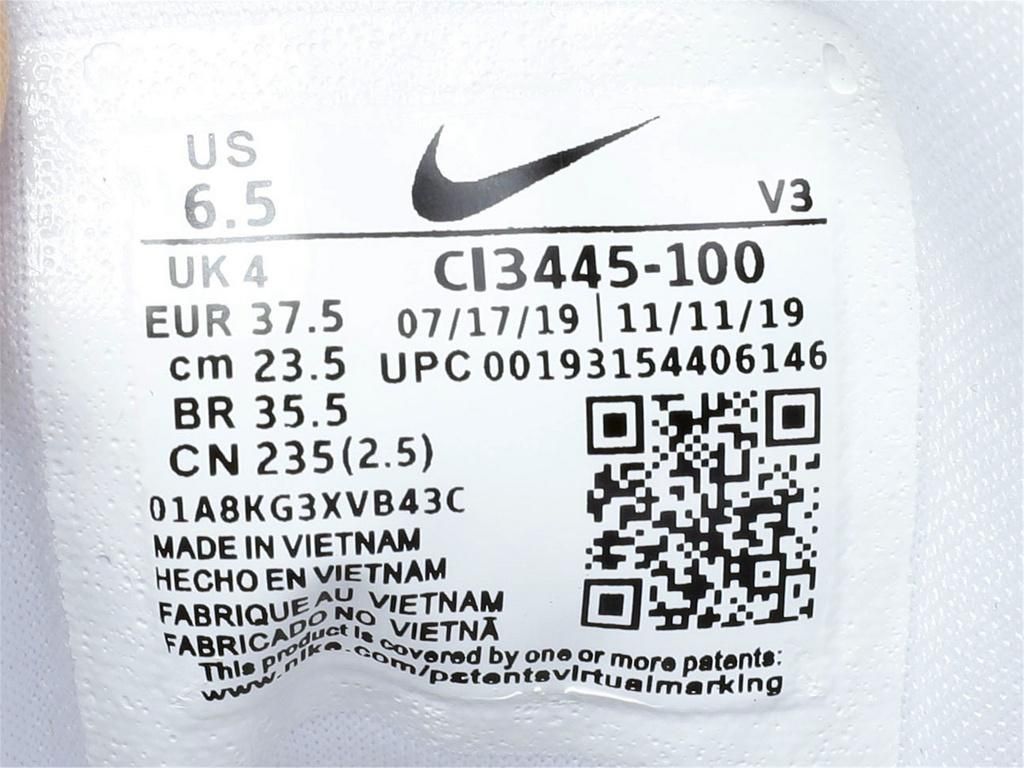 US
6.5
V3
UK 4
CI3445-100
EUR 37.5
07/17/19 | 11/11/19
cm 23.5
UPC 00193154406146
BR 35.5
CN 235(2.5)
01A8KG3XVB43C
MADE IN VIETNAM
HECHO EN VIETNAM
FABRIQUE AU VIETNAM
FABRICADO NO VIETNÃ
This product is covered by one or more patents:
www.nike.com/patentsvirtualmarking